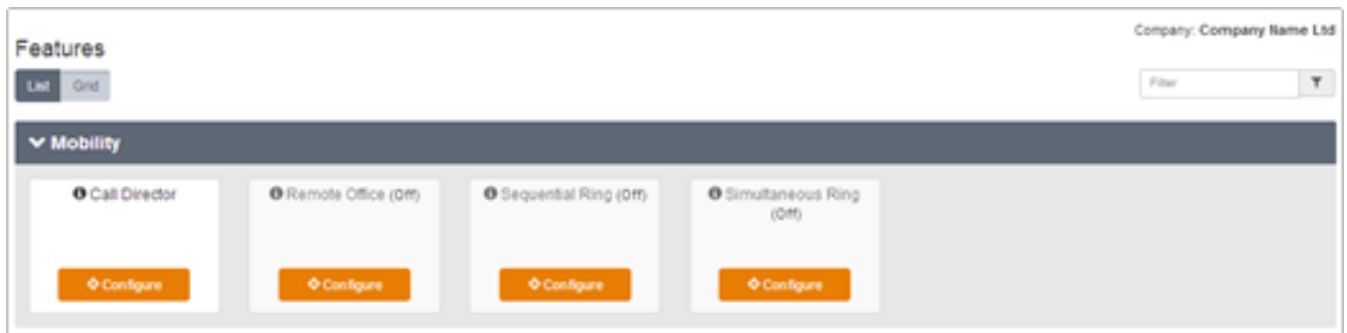 Company: Company Name Ltd
Features
List Grid
Filter
Mobility
Call Director
Remote Office (Off)
Sequential Ring (Off)
Simultaneous Ring
(Off)
Configure
Configure
Configure
Configure